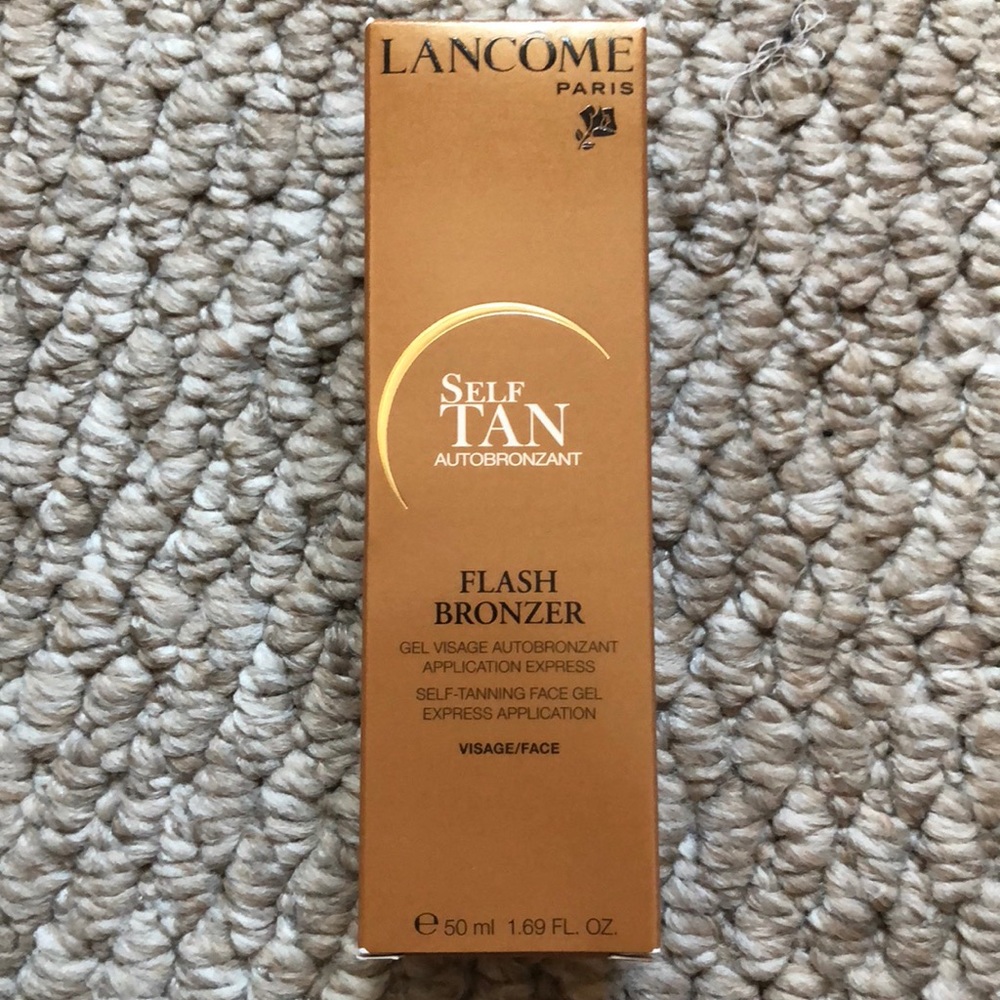 LANCÔME
PARIS
SELF
TAN
AUTOBRONZANT
FLASH
BRONZER
GEL VISAGE AUTOBRONZANT
APPLICATION EXPRESS
SELF-TANNING FACE GEL
EXPRESS APPLICATION
VISAGE/FACE
℮ 50 ml 1.69 FL. OZ.